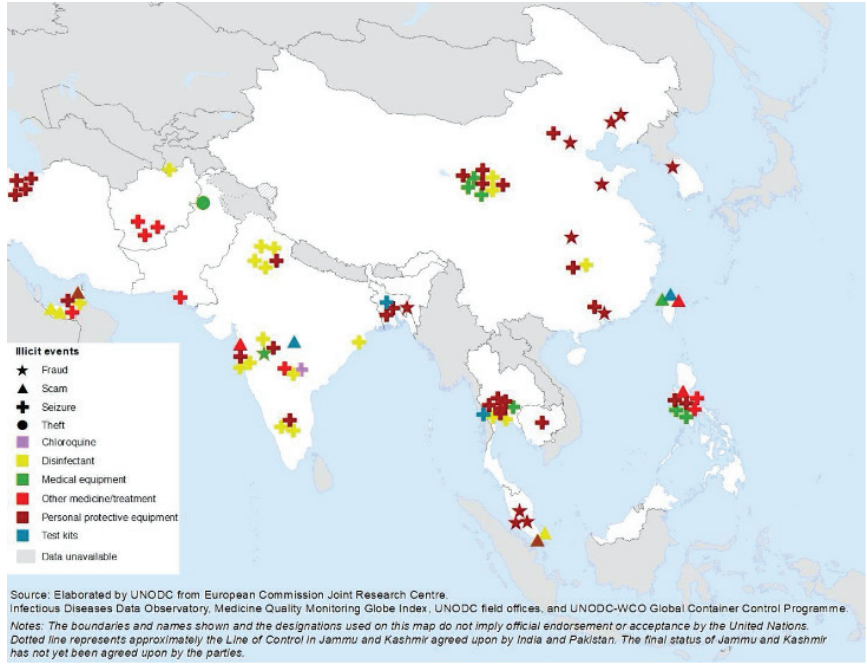 Illicit events
Fraud
Scam
Seizure
Theft
Chloroquine
Disinfectant
Medical equipment
Other medicine/treatment
Personal protective equipment
Test kits
Data unavailable
Source: Elaborated by UNODC from European Commission Joint Research Centre.
Infectious Diseases Data Observatory, Medicine Quality Monitoring Globe Index, UNODC field offices, and UNODC-WCO Global Container Control Programme.
Notes: The boundaries and names shown and the designations used on this map do not imply official endorsement or acceptance by the United Nations.
Dotted line represents approximately the Line of Control in Jammu and Kashmir agreed upon by India and Pakistan. The final status of Jammu and Kashmir
has not yet been agreed upon by the parties.